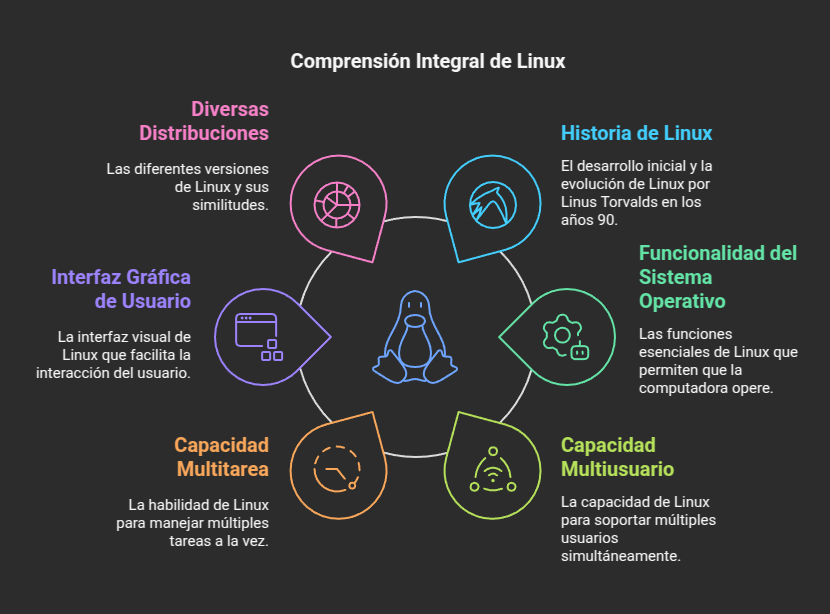 Comprensión Integral de Linux
Diversas
Distribuciones
Las diferentes versiones
de Linux y sus
similitudes.
Historia de Linux
El desarrollo inicial y la
evolución de Linux por
Linus Torvalds en los
años 90.
Interfaz Gráfica
de Usuario
La interfaz visual de
Linux que facilita la
interacción del usuario.
Funcionalidad del
Sistema
Operativo
Las funciones
esenciales de Linux que
permiten que la
computadora opere.
Capacidad
Multitarea
La habilidad de Linux
para manejar múltiples
tareas a la vez.
Capacidad
Multiusuario
La capacidad de Linux
para soportar múltiples
usuarios
simultáneamente.